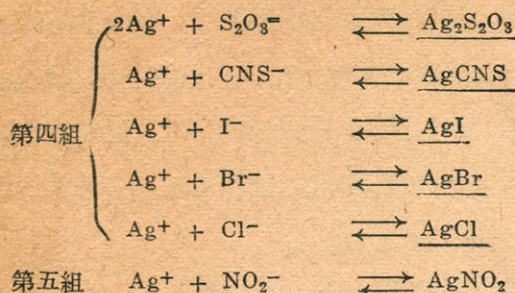 2Ag⁺ + S₂O₃⁼ ⇄ Ag₂S₂O₃
Ag⁺ + CNS⁻ ⇄ AgCNS
第四組 Ag⁺ + I⁻ ⇄ AgI
Ag⁺ + Br⁻ ⇄ AgBr
Ag⁺ + Cl⁻ ⇄ AgCl
第五組 Ag⁺ + NO₂⁻ ⇄ AgNO₂